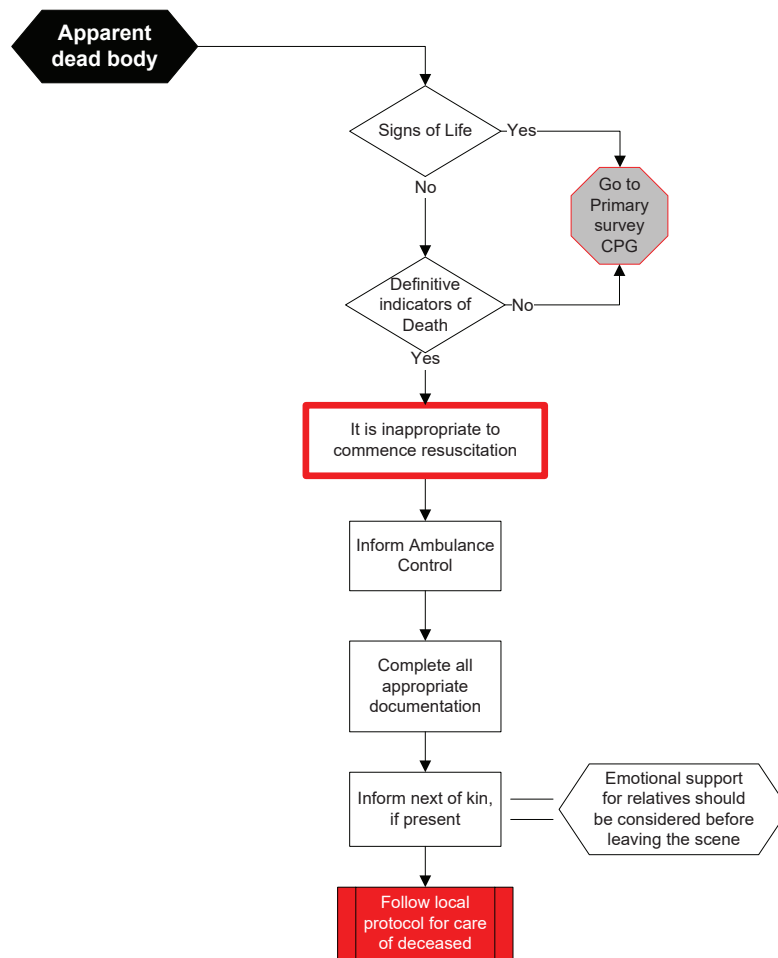 Apparent
dead body
Signs of Life
Yes
No
Go to
Primary
survey
CPG
Definitive
indicators of
Death
No
Yes
It is inappropriate to
commence resuscitation
Inform Ambulance
Control
Complete all
appropriate
documentation
Inform next of kin,
if present
Emotional support
for relatives should
be considered before
leaving the scene
Follow local
protocol for care
of deceased